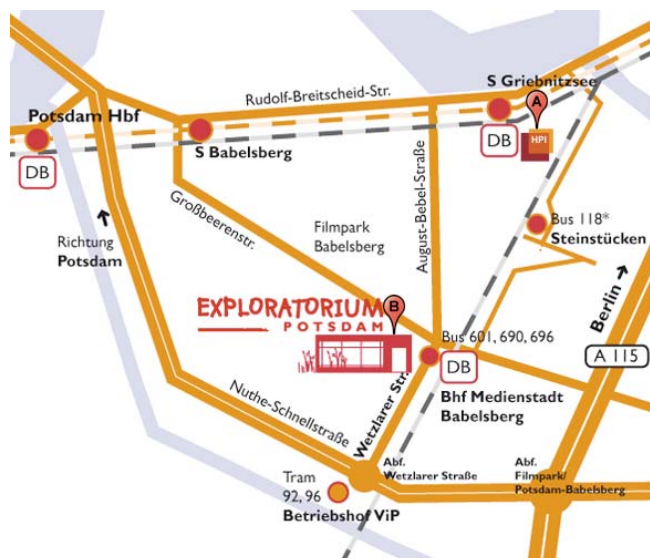 S Griebnitzsee
Rudolf-Breitscheid-Str.
A
Potsdam Hbf
DB
S Babelsberg
DB
HPI
August-Bebel-Straße
Großbeerenstr.
Filmpark
Babelsberg
Bus 118*
Steinstücken
Richtung
Potsdam
Berlin
EXPLORATORIUM
POTSDAM
B
Bus 601, 690, 696
A 115
DB
Bhf Medienstadt
Babelsberg
Wetzlarer Str.
Nuthe-Schnellstraße
Abf.
Wetzlarer Straße
Abf.
Filmpark/
Potsdam-Babelsberg
Tram
92, 96
Betriebshof ViP